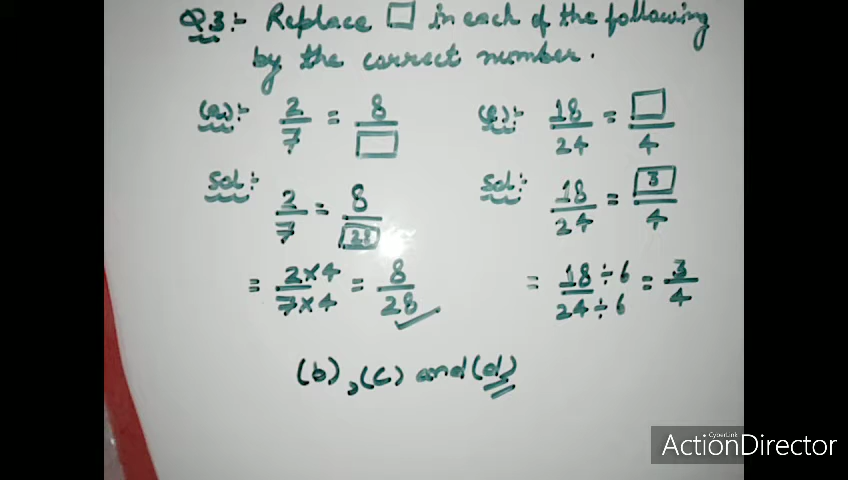 Q3:- Replace □ in each of the following
by the correct number.
(a):- 2/7 = 8/□
(e):- 18/24 = □/4
Sol:- 2/7 = 8/28
Sol:- 18/24 = 3/4
= 2×4/7×4 = 8/28
= 18÷6/24÷6 = 3/4
(b), (c) and (d)
CyberLink
ActionDirector